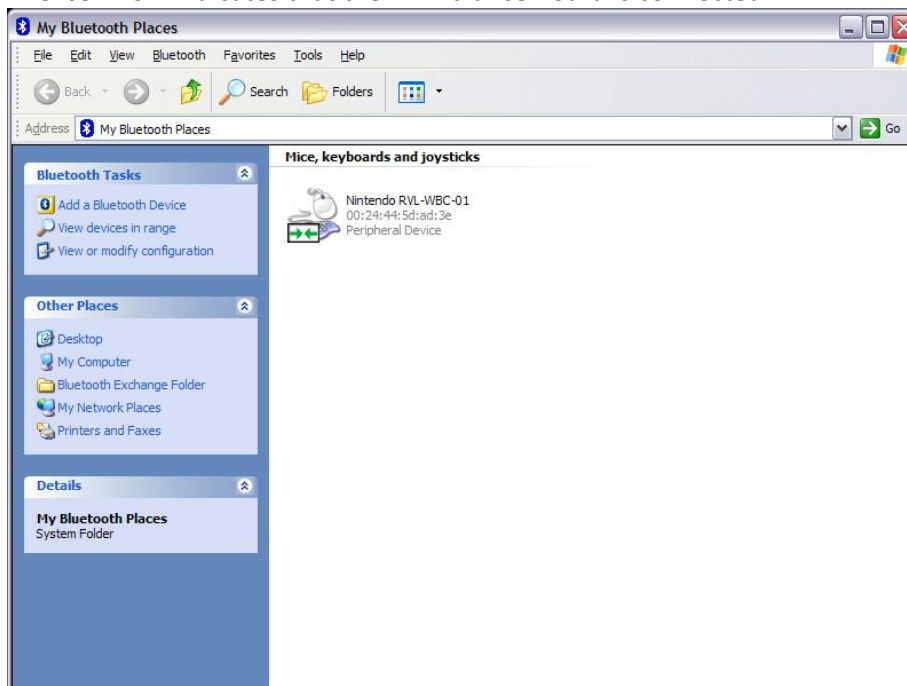 My Bluetooth Places
File Edit View Bluetooth Favorites Tools Help
Back Search Folders
Address My Bluetooth Places Go
Bluetooth Tasks
Add a Bluetooth Device
View devices in range
View or modify configuration
Other Places
Desktop
My Computer
Bluetooth Exchange Folder
My Network Places
Printers and Faxes
Details
My Bluetooth Places
System Folder
Mice, keyboards and joysticks
Nintendo RVL-WBC-01
00:24:44:5d:ad:3e
Peripheral Device